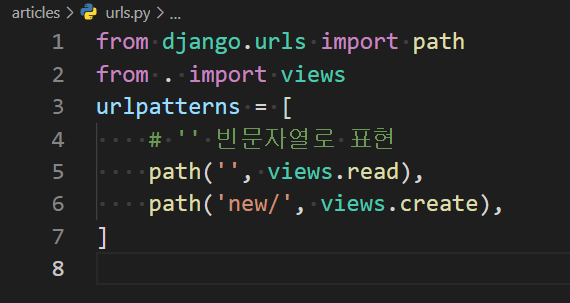 articles > urls.py > ...
1 from django.urls import path
2 from . import views
3 urlpatterns = [
4     # '' 빈문자열로 표현
5     path('', views.read),
6     path('new/', views.create),
7 ]
8